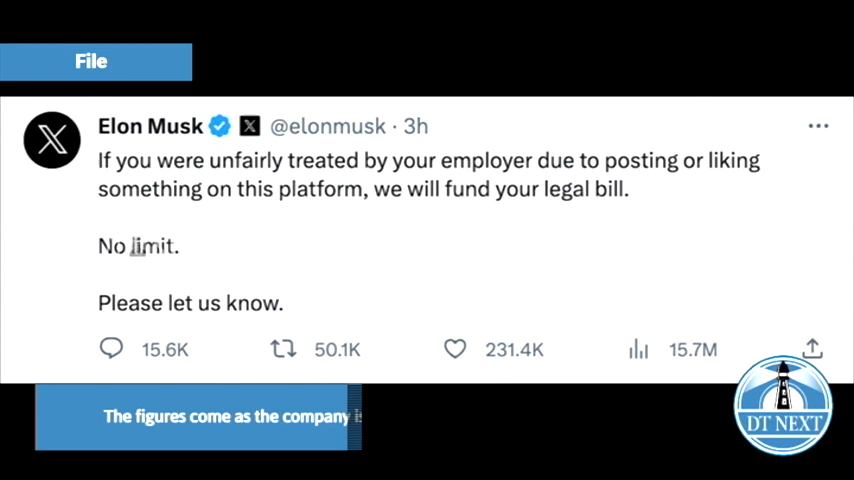 File
Elon Musk @elonmusk · 3h
If you were unfairly treated by your employer due to posting or liking
something on this platform, we will fund your legal bill.
No limit.
Please let us know.
15.6K 50.1K 231.4K 15.7M
The figures come as the company
DT NEXT